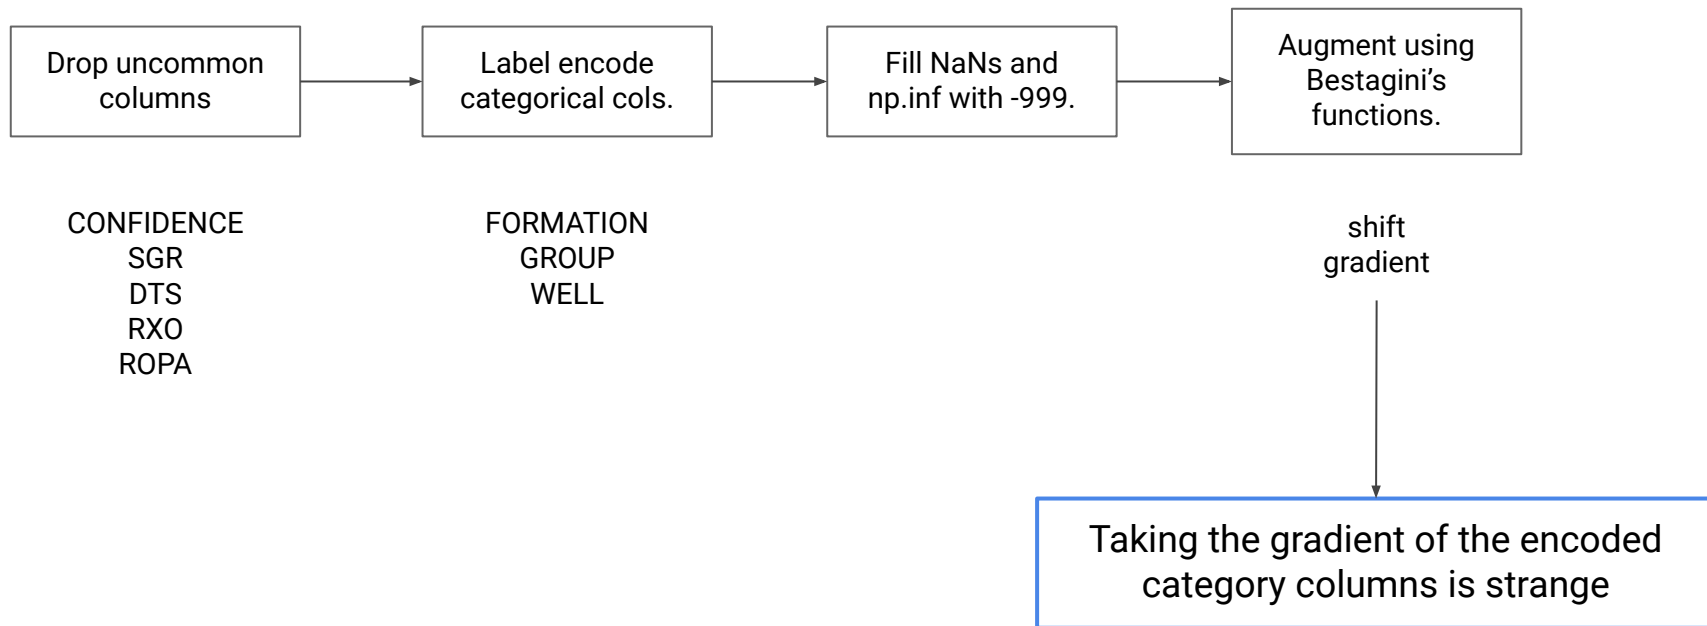 Drop uncommon
columns
Label encode
categorical cols.
Fill NaNs and
np.inf with -999.
Augment using
Bestagini’s
functions.
CONFIDENCE
SGR
DTS
RXO
ROPA
FORMATION
GROUP
WELL
shift
gradient
Taking the gradient of the encoded
category columns is strange